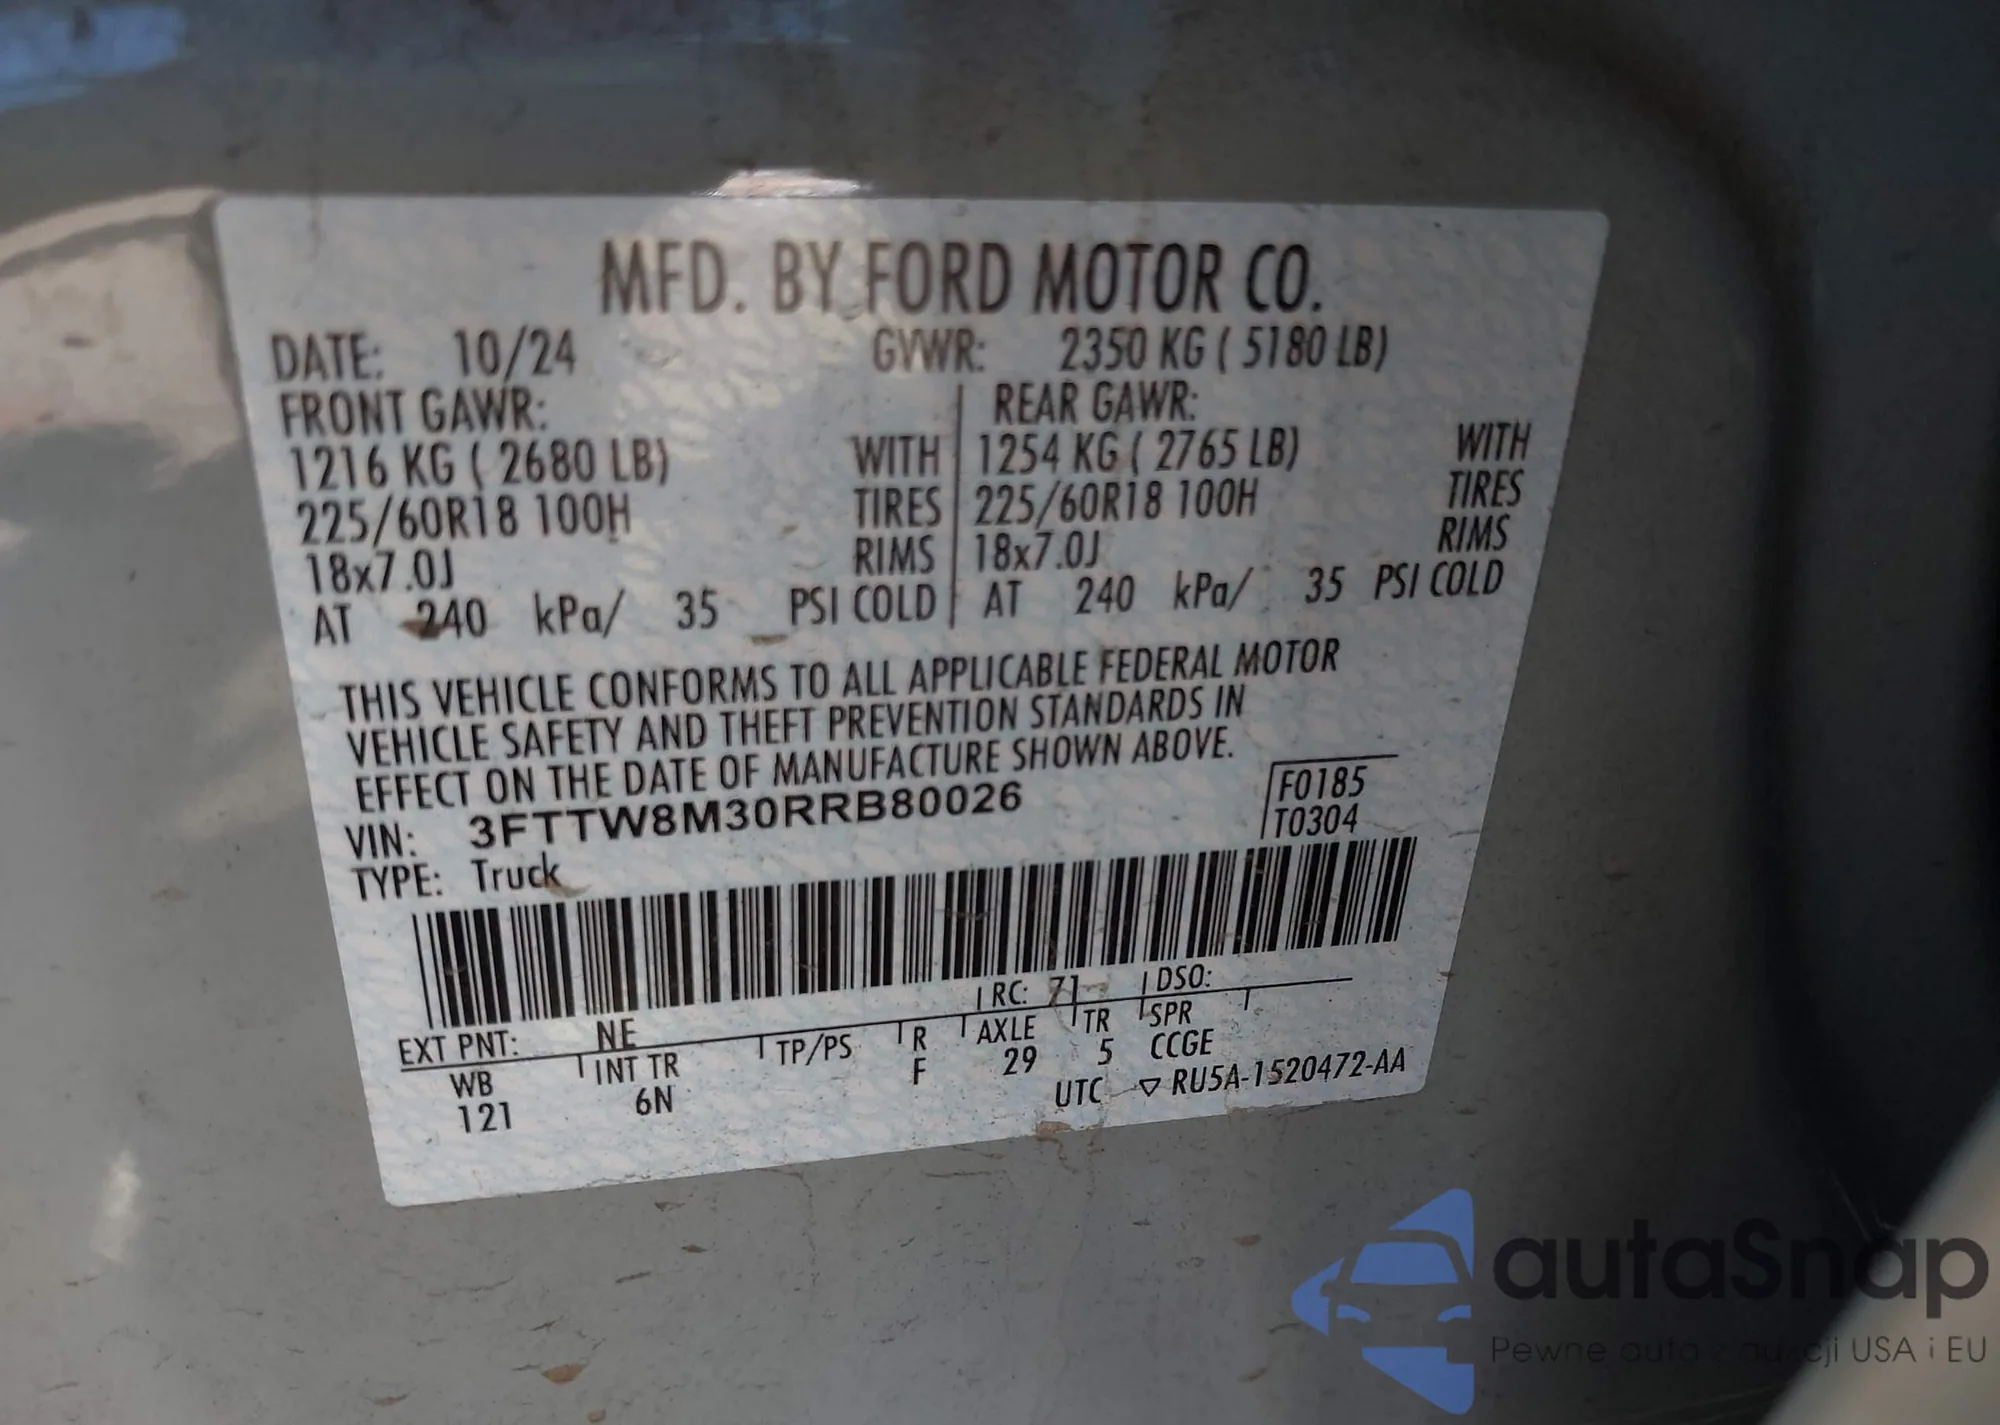 MFD. BY FORD MOTOR CO.
DATE: 10/24 GVWR: 2350 KG ( 5180 LB)
FRONT GAWR: REAR GAWR:
1216 KG ( 2680 LB) WITH 1254 KG ( 2765 LB) WITH
225/60R18 100H TIRES 225/60R18 100H TIRES
18x7.0J RIMS 18x7.0J RIMS
AT 240 kPa/ 35 PSI COLD AT 240 kPa/ 35 PSI COLD
THIS VEHICLE CONFORMS TO ALL APPLICABLE FEDERAL MOTOR
VEHICLE SAFETY AND THEFT PREVENTION STANDARDS IN
EFFECT ON THE DATE OF MANUFACTURE SHOWN ABOVE.
VIN: 3FTTW8M30RRB80026 F0185
TYPE: Truck T0304
RC: 71 DSO:
EXT PNT: NE
WB INT TR TP/PS R AXLE TR SPR
121 6N F 29 5 CCGE
UTC ▽ RU5A-1520472-AA
autaSnap
Pewne auta z aukcji USA i EU